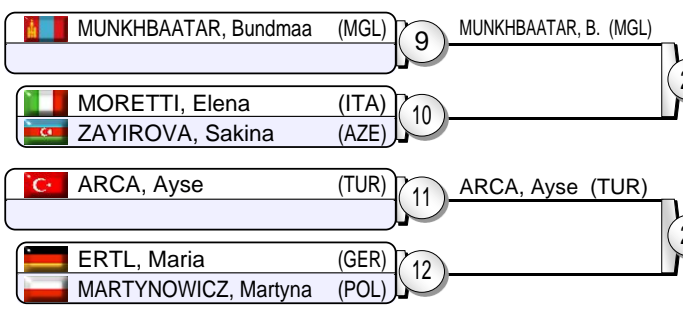 MUNKHBAATAR, Bundmaa (MGL)
9
MUNKHBAATAR, B. (MGL)
MORETTI, Elena (ITA)
10
ZAYIROVA, Sakina (AZE)
ARCA, Ayse (TUR)
11
ARCA, Ayse (TUR)
ERTL, Maria (GER)
12
MARTYNOWICZ, Martyna (POL)